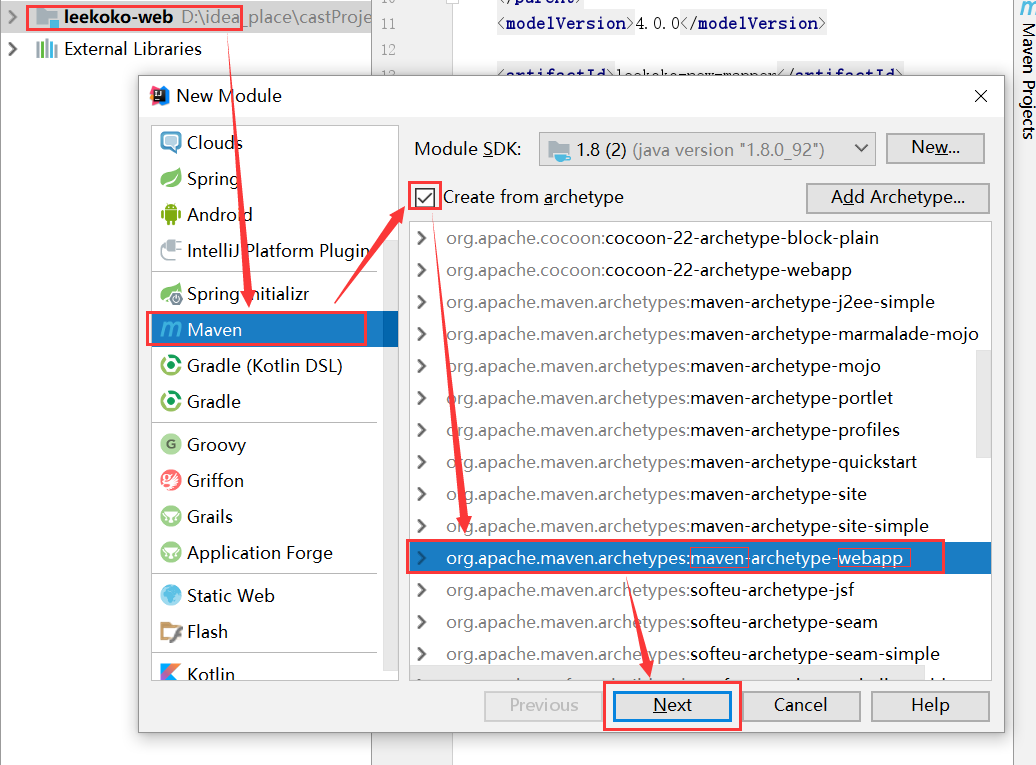 leekoko-web D:\idea_place\castProje
External Libraries
10
</parent>
11
<modelVersion>4.0.0</modelVersion>
12
Maven Projects
New Module
Clouds
Spring
Android
IntelliJ Platform Plugin
Spring Initializr
Maven
Gradle (Kotlin DSL)
Gradle
Groovy
Griffon
Grails
Application Forge
Static Web
Flash
Kotlin
Module SDK:
1.8 (2) (java version "1.8.0_92")
New...
Create from archetype
Add Archetype...
org.apache.cocoon:cocoon-22-archetype-block-plain
org.apache.cocoon:cocoon-22-archetype-webapp
org.apache.maven.archetypes:maven-archetype-j2ee-simple
org.apache.maven.archetypes:maven-archetype-marmalade-mojo
org.apache.maven.archetypes:maven-archetype-mojo
org.apache.maven.archetypes:maven-archetype-portlet
org.apache.maven.archetypes:maven-archetype-profiles
org.apache.maven.archetypes:maven-archetype-quickstart
org.apache.maven.archetypes:maven-archetype-site
org.apache.maven.archetypes:maven-archetype-site-simple
org.apache.maven.archetypes:maven-archetype-webapp
org.apache.maven.archetypes:softeu-archetype-jsf
org.apache.maven.archetypes:softeu-archetype-seam
org.apache.maven.archetypes:softeu-archetype-seam-simple
Previous
Next
Cancel
Help